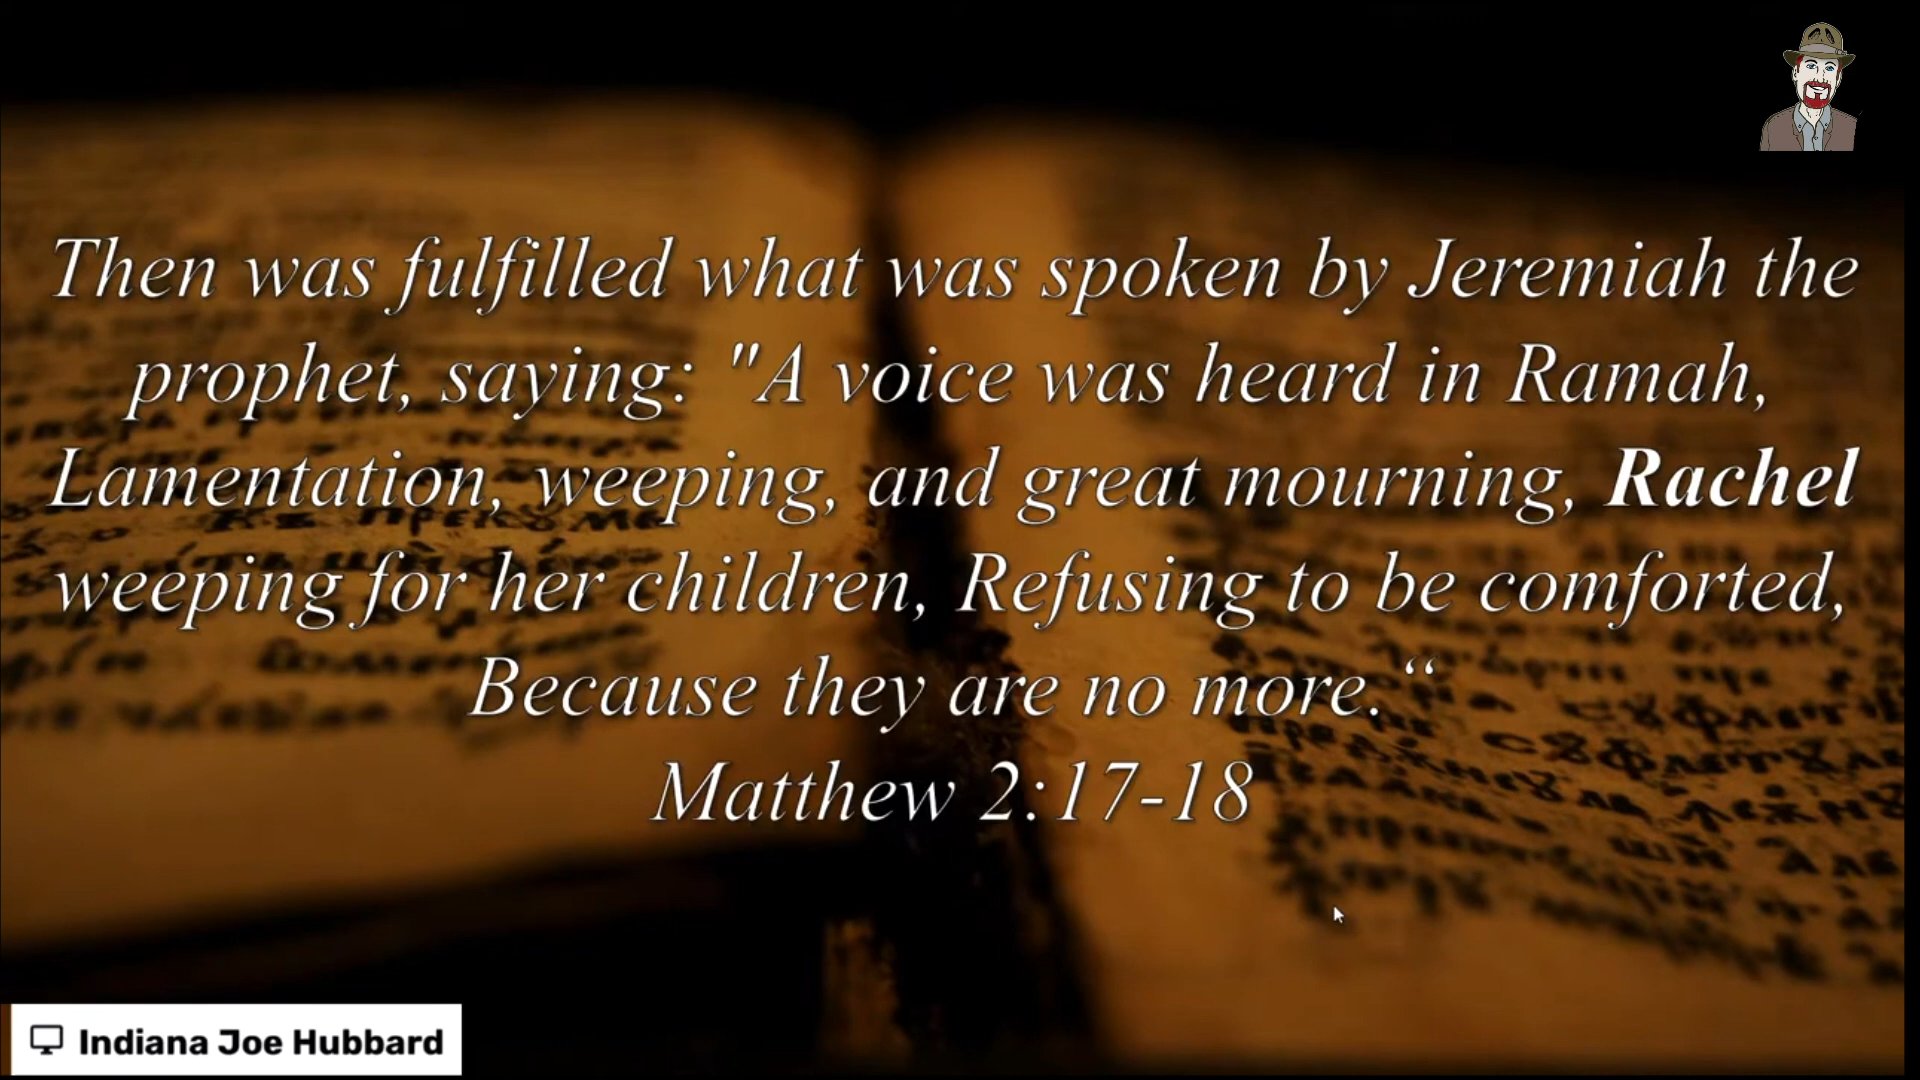 Then was fulfilled what was spoken by Jeremiah the
prophet, saying: "A voice was heard in Ramah,
Lamentation, weeping, and great mourning, Rachel
weeping for her children, Refusing to be comforted,
Because they are no more.“
Matthew 2:17-18
Indiana Joe Hubbard